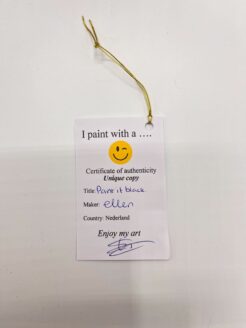 I paint with a ....
Certificate of authenticity
Unique copy
Title: Paint it black
Maker: ellen
Country: Nederland
Enjoy my art